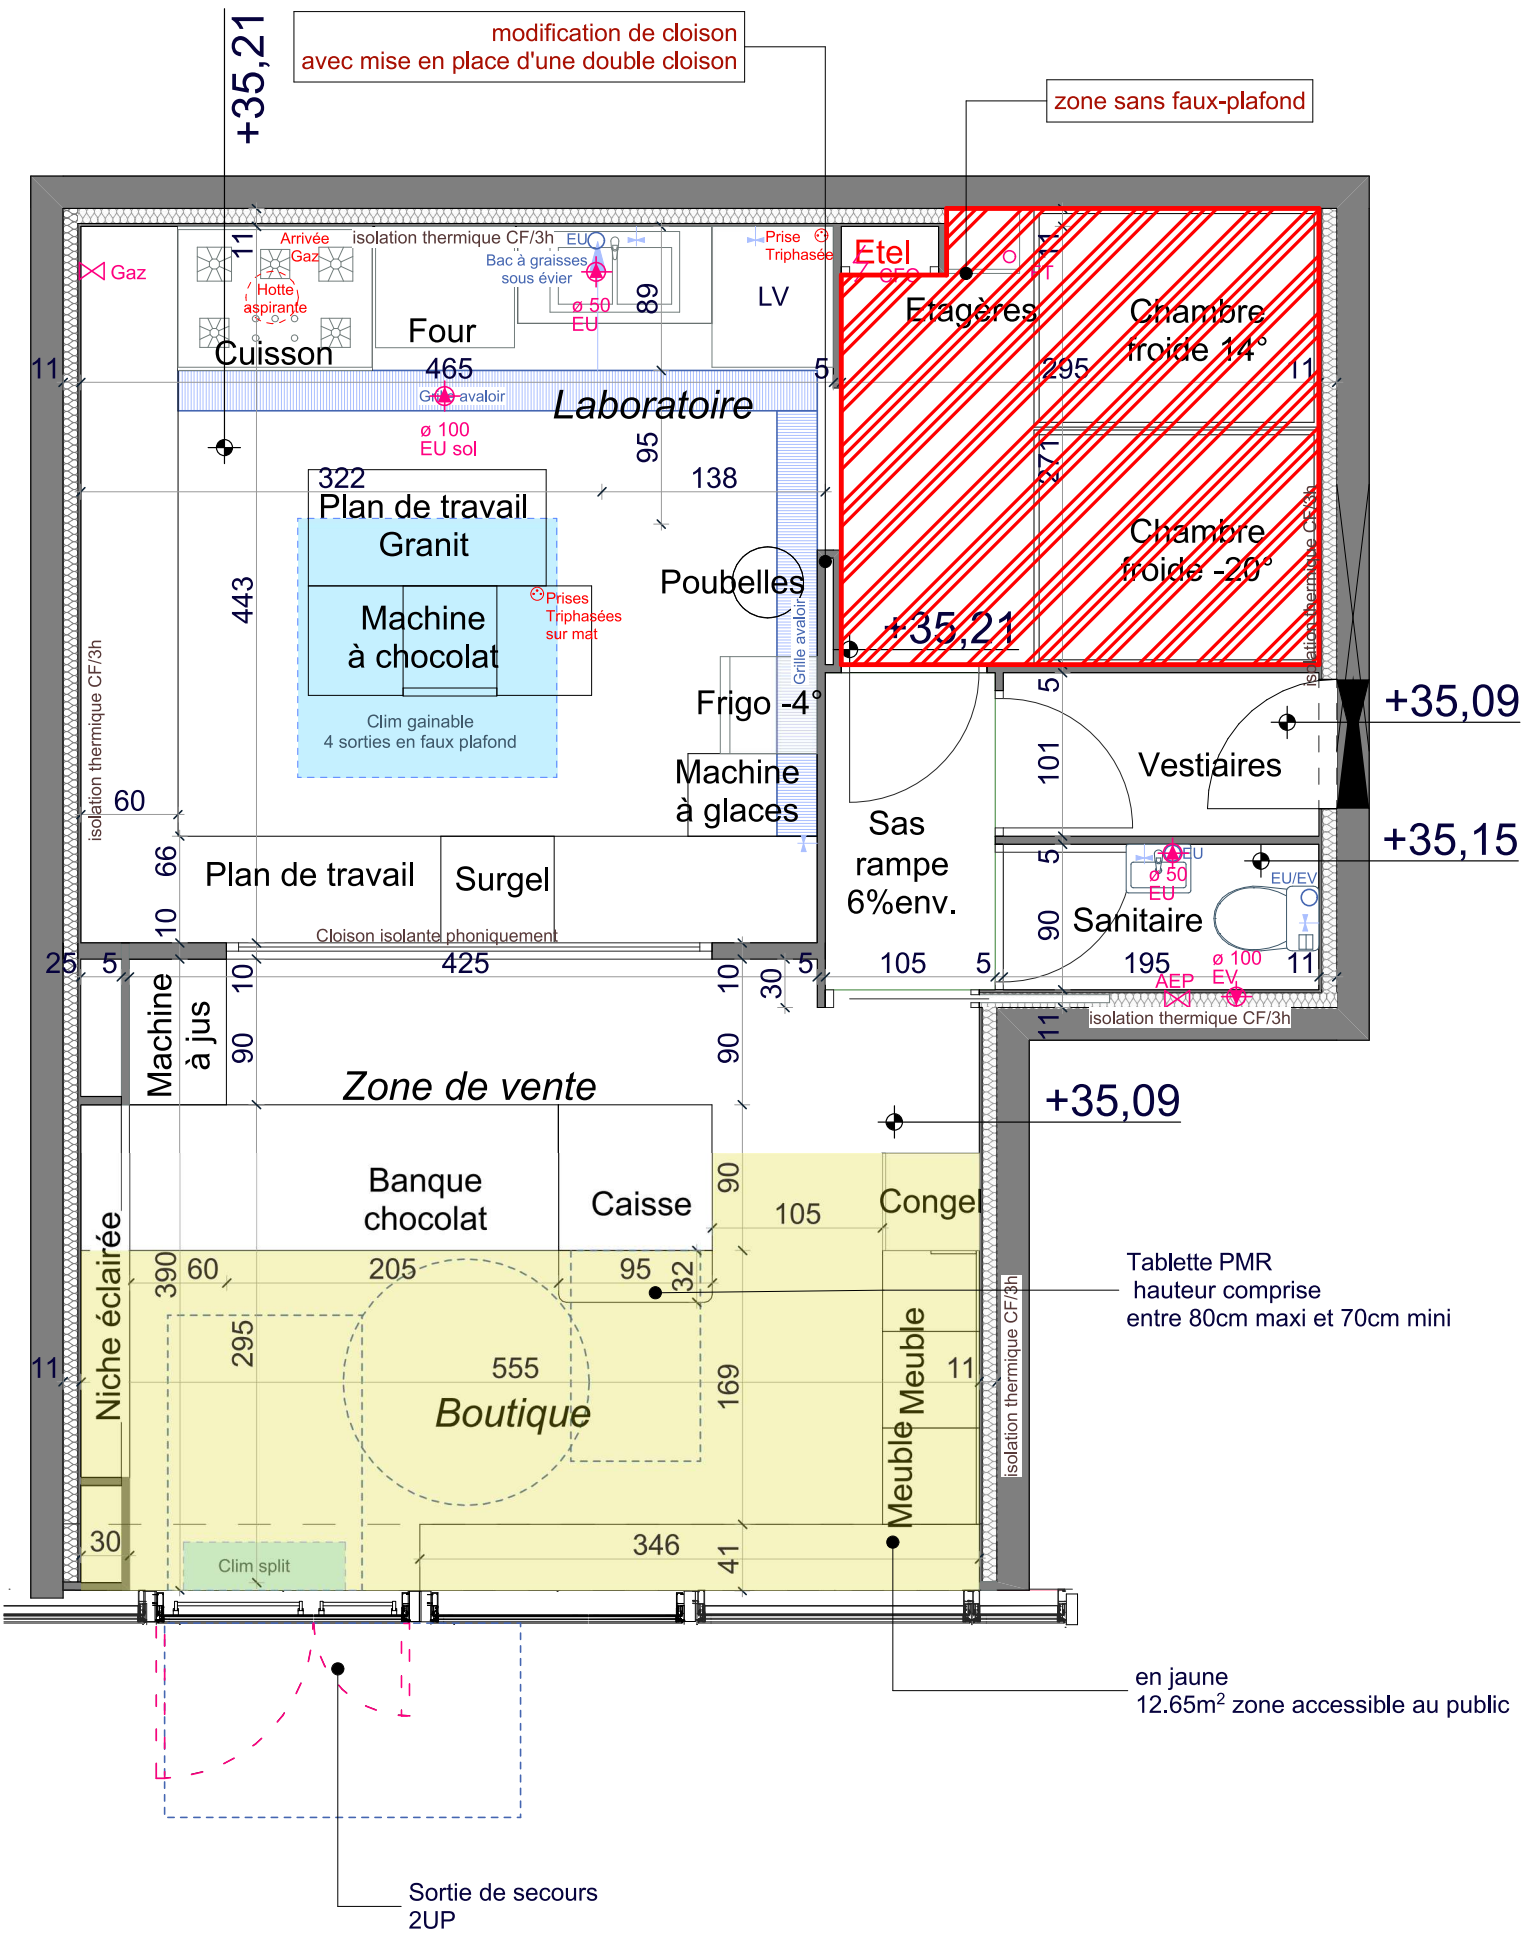 +35,21
modification de cloison
avec mise en place d'une double cloison
zone sans faux-plafond
11
Arrivée
Gaz
isolation thermique CF/3h
EU
Prise
Triphasée
Etel
CFO
FT
11
Gaz
Hotte
aspirante
Bac à graisses
sous évier
ø 50
EU
89
LV
Etagères
Chambre
froide 14°
Cuisson
Four
11
465
5
295
11
Grille avaloir
Laboratoire
ø 100
EU sol
95
322
138
271
Plan de travail
Granit
Chambre
froide -20°
isolation thermique CF/3h
443
Poubelles
Prises
Triphasées
sur mat
Machine
à chocolat
Grille avaloir
+35,21
isolation thermique CF/3h
Frigo -4°
5
+35,09
Clim gainable
4 sorties en faux plafond
101
Vestiaires
Machine
à glaces
60
Sas
rampe
6%env.
+35,15
66
Plan de travail
Surgel
5
EU
ø 50
EU
EU/EV
10
90
Sanitaire
Cloison isolante phoniquement
25
5
10
425
10
30
5
105
5
195
ø 100
EV
11
AEP
isolation thermique CF/3h
11
Machine
à jus
90
90
Zone de vente
+35,09
Banque
chocolat
Caisse
90
105
Congel
Niche éclairée
390
60
205
95
32
Tablette PMR
hauteur comprise
entre 80cm maxi et 70cm mini
295
11
555
169
Meuble
Meuble
11
isolation thermique CF/3h
Boutique
30
Clim split
346
41
en jaune
12.65m² zone accessible au public
Sortie de secours
2UP